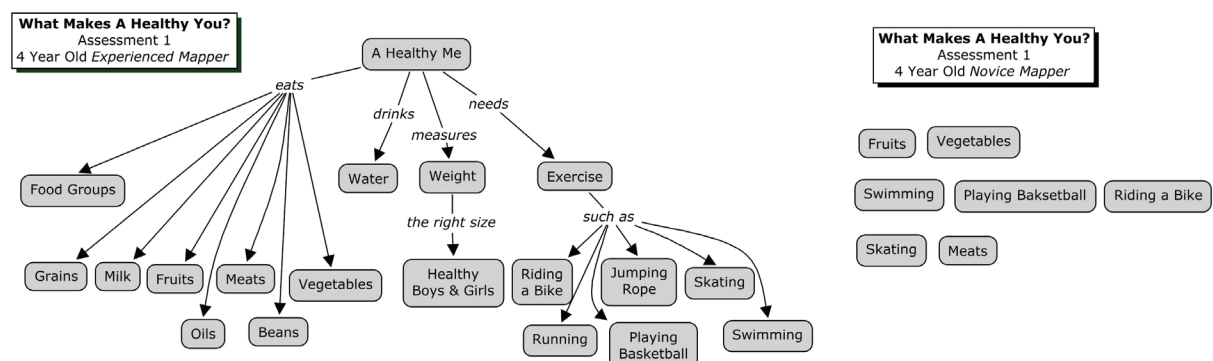 What Makes A Healthy You?
Assessment 1
4 Year Old Experienced Mapper
A Healthy Me
eats
drinks
measures
needs
Food Groups
Water
Weight
Exercise
the right size
such as
Grains
Milk
Fruits
Meats
Vegetables
Oils
Beans
Healthy
Boys & Girls
Riding
a Bike
Jumping
Rope
Skating
Running
Playing
Basketball
Swimming
What Makes A Healthy You?
Assessment 1
4 Year Old Novice Mapper
Fruits
Vegetables
Swimming
Playing Baksetball
Riding a Bike
Skating
Meats